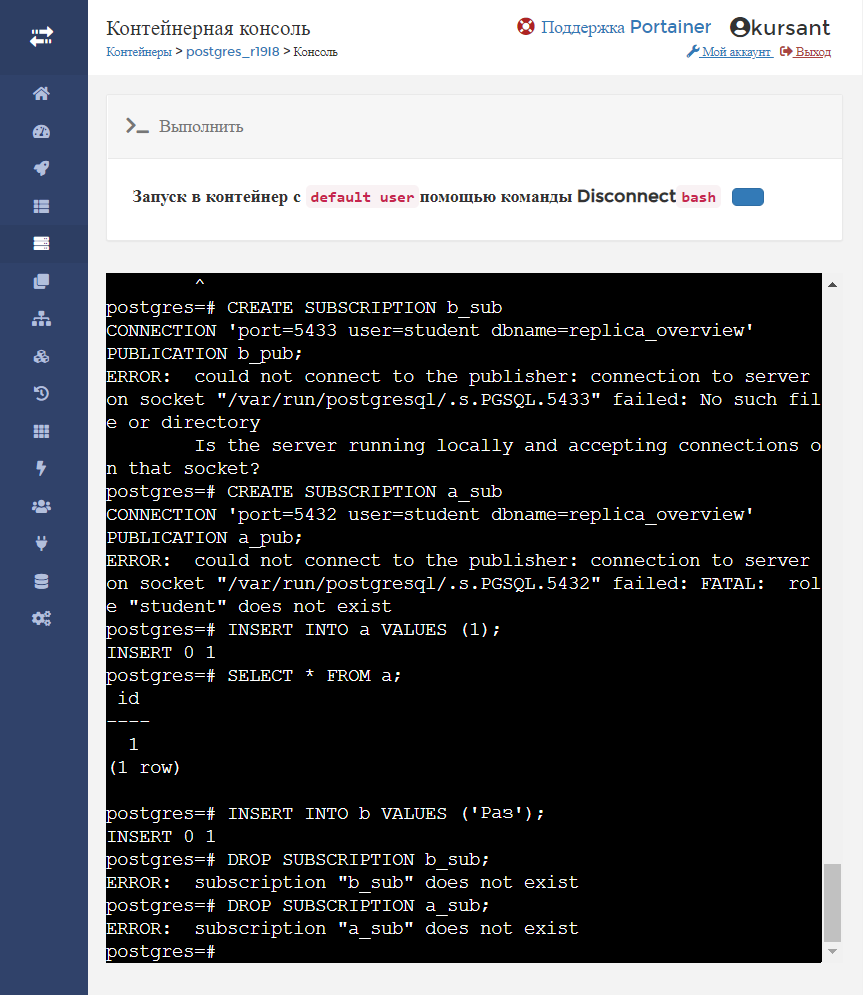 Контейнерная консоль
Поддержка Portainer
kursant
Контейнеры > postgres_r19l8 > Консоль
Мой аккаунт Выход
Выполнить
Запуск в контейнер с default user помощью команды Disconnect bash
^
postgres=# CREATE SUBSCRIPTION b_sub
CONNECTION 'port=5433 user=student dbname=replica_overview'
PUBLICATION b_pub;
ERROR:  could not connect to the publisher: connection to server
on socket "/var/run/postgresql/.s.PGSQL.5433" failed: No such fil
e or directory
Is the server running locally and accepting connections o
n that socket?
postgres=# CREATE SUBSCRIPTION a_sub
CONNECTION 'port=5432 user=student dbname=replica_overview'
PUBLICATION a_pub;
ERROR:  could not connect to the publisher: connection to server
on socket "/var/run/postgresql/.s.PGSQL.5432" failed: FATAL:  rol
e "student" does not exist
postgres=# INSERT INTO a VALUES (1);
INSERT 0 1
postgres=# SELECT * FROM a;
id
----
1
(1 row)
postgres=# INSERT INTO b VALUES ('Раз');
INSERT 0 1
postgres=# DROP SUBSCRIPTION b_sub;
ERROR:  subscription "b_sub" does not exist
postgres=# DROP SUBSCRIPTION a_sub;
ERROR:  subscription "a_sub" does not exist
postgres=#